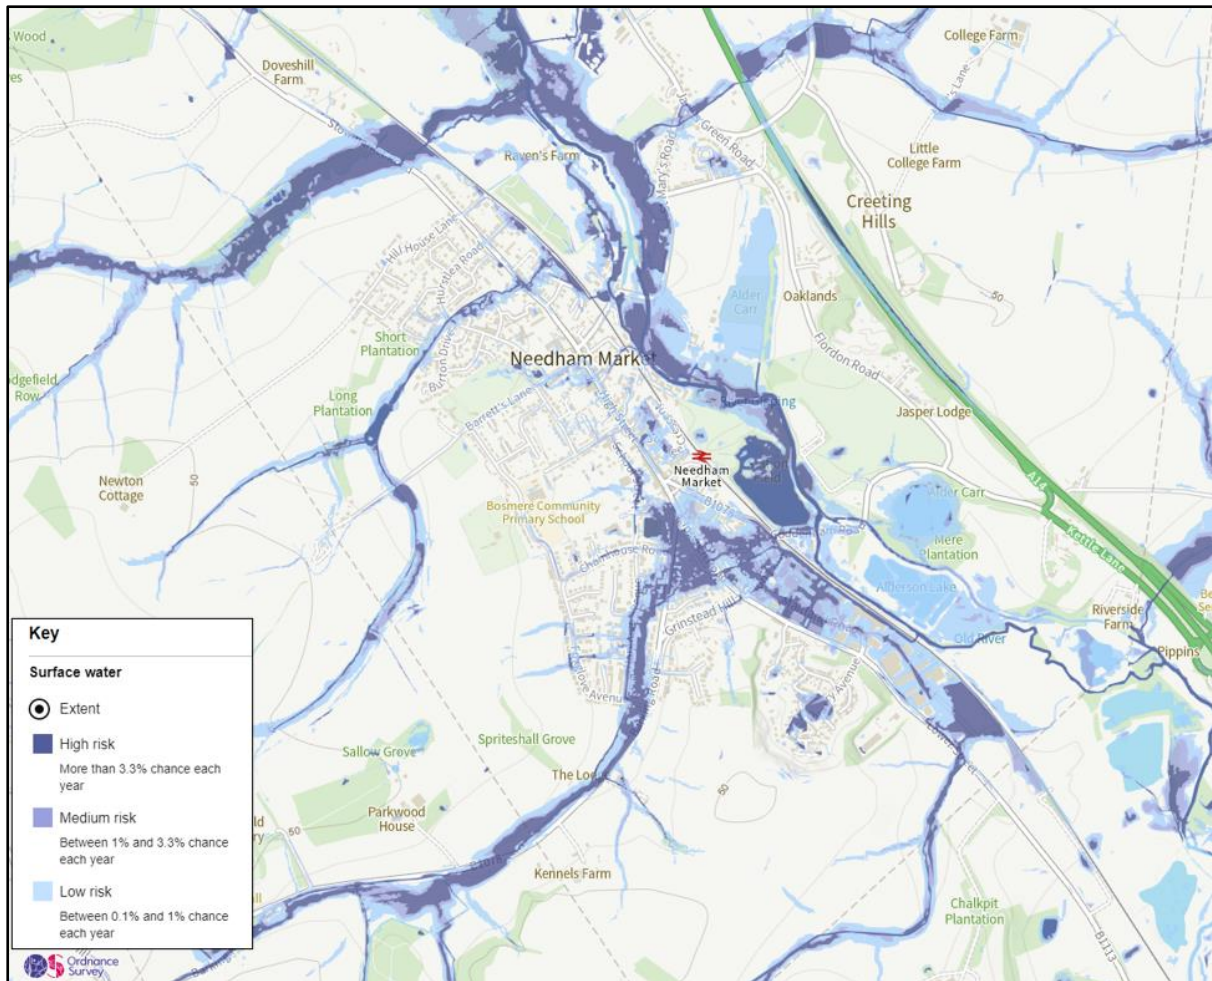 Wood
College Farm
Doveshill
Farm
Green Road
Little
College Farm
Raven's Farm
Mary's Road
Creeting
Hills
Hill House Lane
Hurstlea Road
50
Alder
Carr
Oaklands
Short
Plantation
Needham Market
Flordon Road
Burton Drive
Row
Long
Plantation
Barrett's Lane
Jasper Lodge
Newton
Cottage
50
Needham
Market
A14
Alder Carr
Bosmere Community
Primary School
B1078
Mere
Plantation
Kettle Lane
Chainhouse Ro
Alderson Lake
Grinstead Hill
Riverside
Farm
Old River
Pippins
Key
Surface water
Extent
High risk
More than 3.3% chance each
year
Medium risk
Between 1% and 3.3% chance
each year
Low risk
Between 0.1% and 1% chance
each year
Spriteshall Grove
Sallow Grove
The Lo
50
50
Parkwood
House
Kennels Farm
Chalkpit
Plantation
B1113
Ordnance
Survey